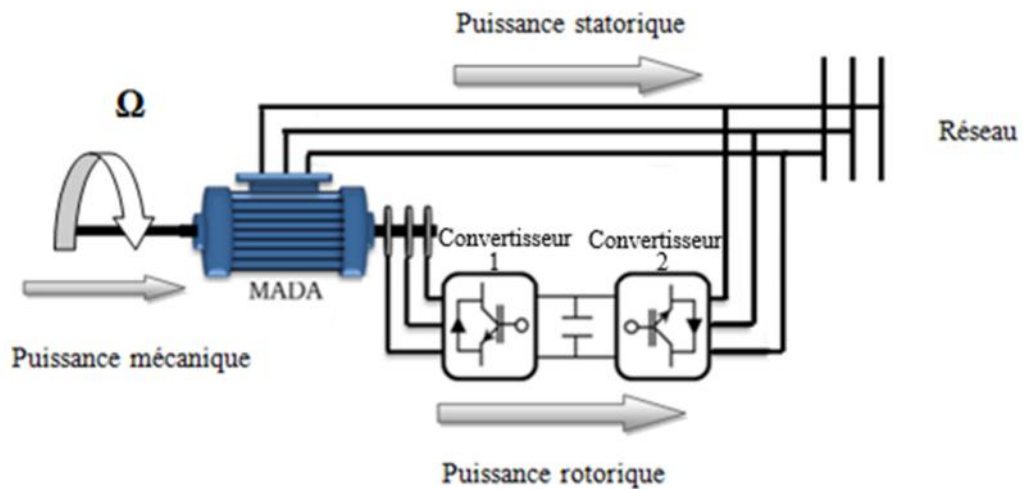 Puissance statorique
Ω
Réseau
Convertisseur
1
Convertisseur
2
MADA
Puissance mécanique
Puissance rotorique